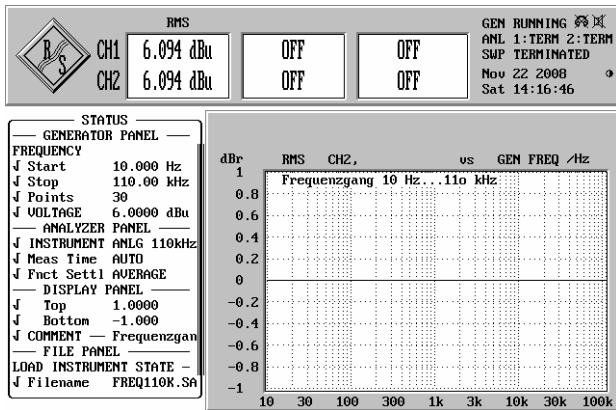 R S
RMS
CH1 6.094 dBu OFF OFF
CH2 6.094 dBu OFF OFF
GEN RUNNING
ANL 1:TERM 2:TERM
SWP TERMINATED
Nov 22 2008
Sat 14:16:46
STATUS
GENERATOR PANEL
FREQUENCY
√ Start 10.000 Hz
√ Stop 110.00 kHz
√ Points 30
√ VOLTAGE 6.0000 dBu
ANALYZER PANEL
√ INSTRUMENT ANLG 110kHz
√ Meas Time AUTO
√ Fnct Settl AVERAGE
DISPLAY PANEL
√ Top 1.0000
√ Bottom -1.000
√ COMMENT — Frequenzgan
FILE PANEL
LOAD INSTRUMENT STATE -
√ Filename FREQ110K.SA
dBr RMS CH2, vs GEN FREQ /Hz
Frequenzgang 10 Hz...11o kHz
1
0.8
0.6
0.4
0.2
0
-0.2
-0.4
-0.6
-0.8
-1
10 30 100 300 1k 3k 10k 30k 100k